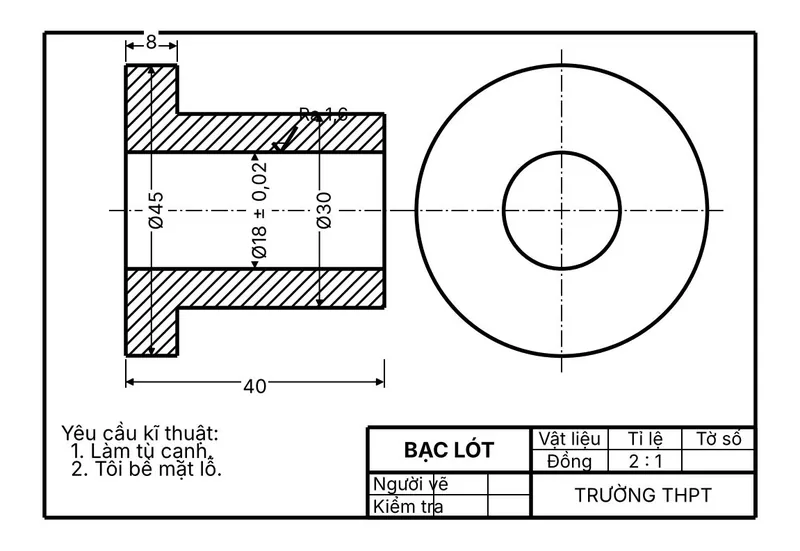 8
Ra 1,6
Ø45
Ø18 ± 0,02
Ø30
40
Yêu cầu kĩ thuật:
1. Làm tù cạnh.
2. Tôi bề mặt lỗ.
BẠC LÓT
Vật liệu Tỉ lệ Tờ số
Đồng 2 : 1
Người vẽ
Kiểm tra
TRƯỜNG THPT